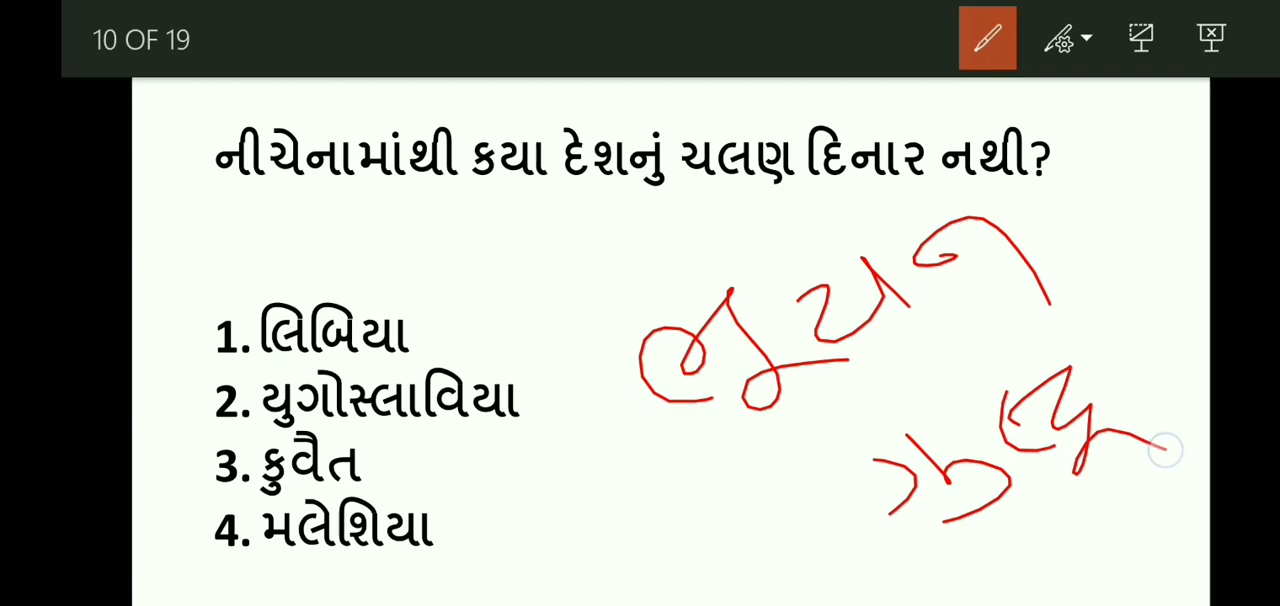 10 OF 19
નીચેનામાંથી કયા દેશનું ચલણ દિનાર નથી?
1. લિબિયા
2. યુગોસ્લાવિયા
3. કુવૈત
4. મલેશિયા